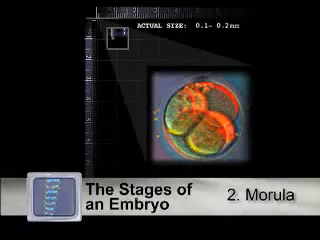 ACTUAL SIZE: 0.1- 0.2mm
The Stages of
an Embryo
2. Morula